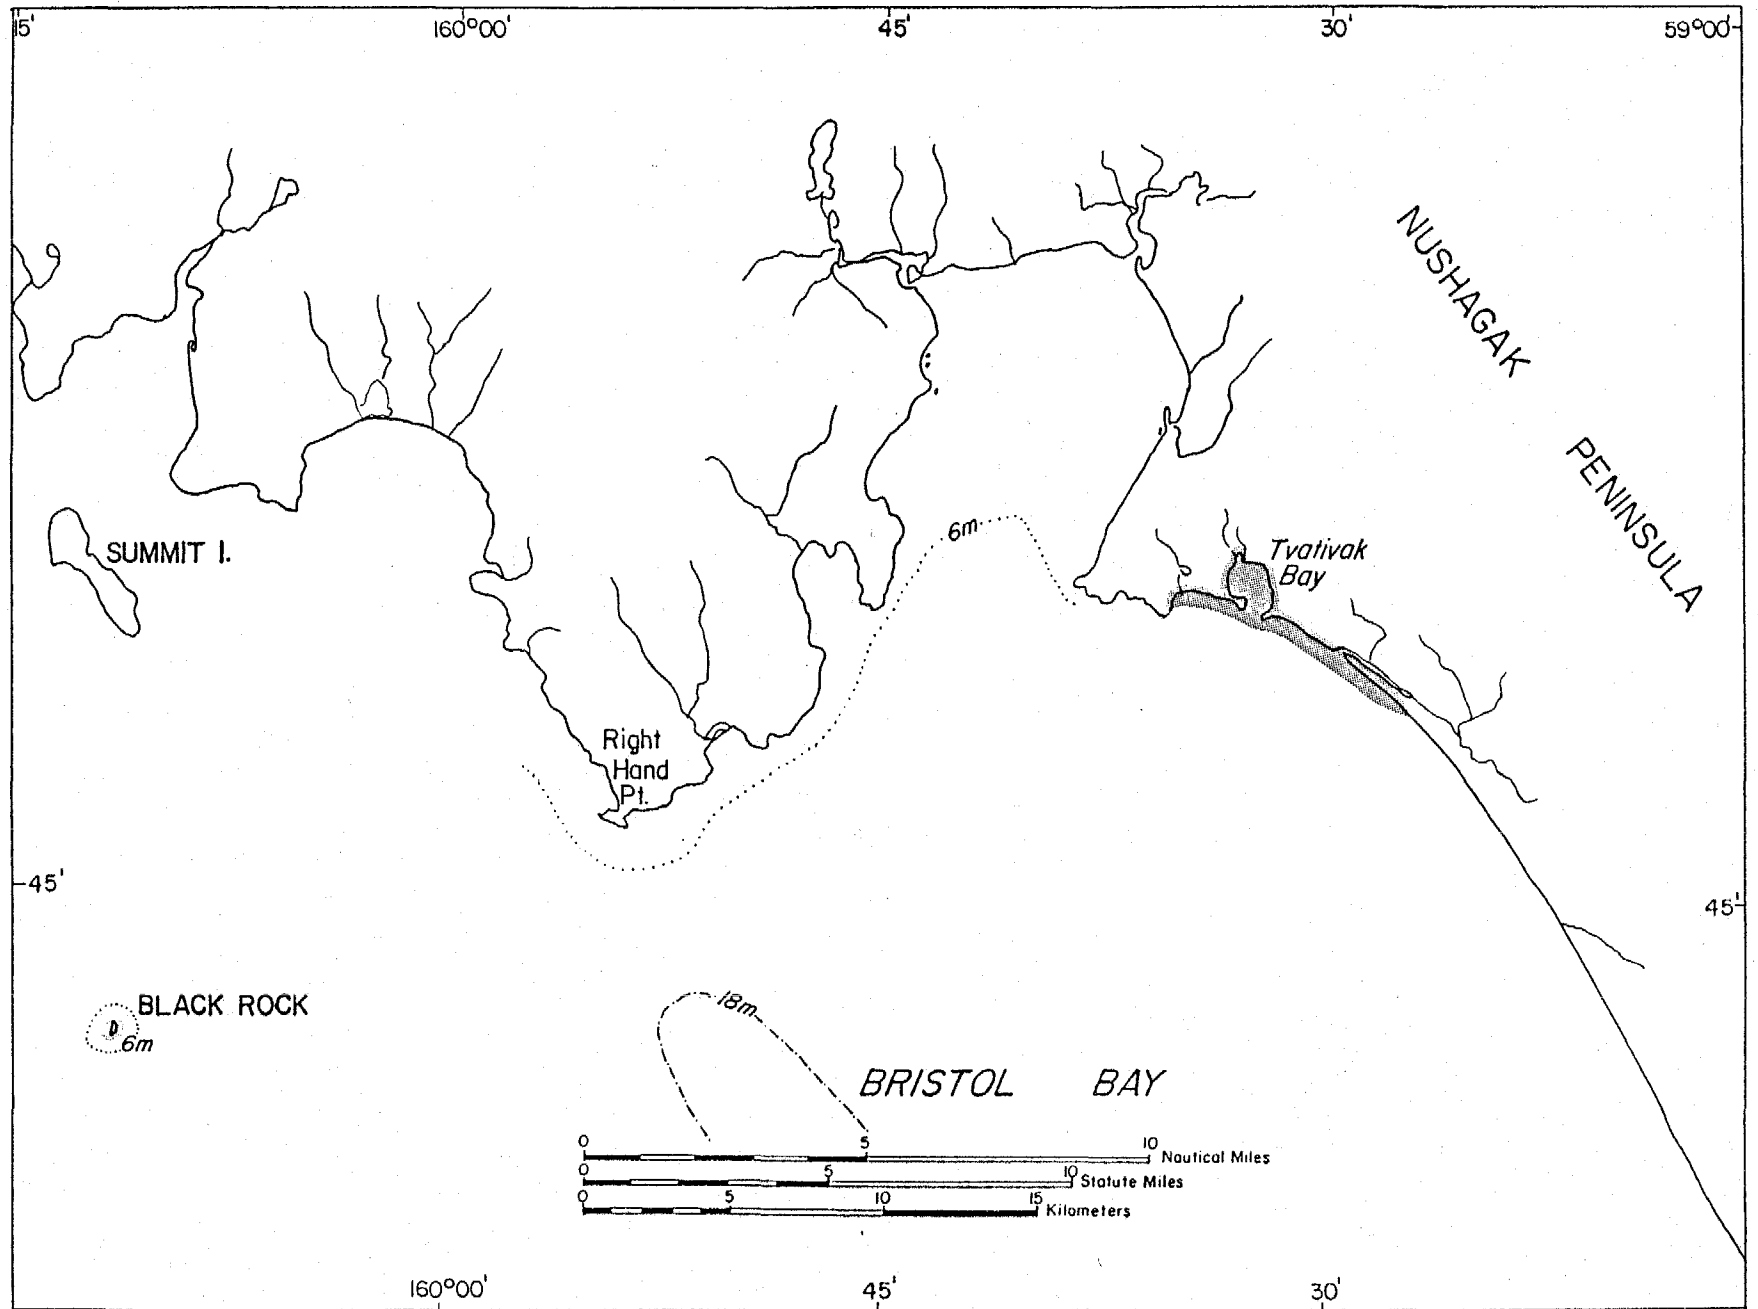 15'
160°00'
45'
30'
59°00'
NUSHAGAK
PENINSULA
6m
SUMMIT I.
Tvativak
Bay
Right
Hand
Pt.
45'
45'
BLACK ROCK
6m
18m
BRISTOL BAY
0 5 10 Nautical Miles
0 5 10 Statute Miles
0 5 10 15 Kilometers
160°00'
45'
30'